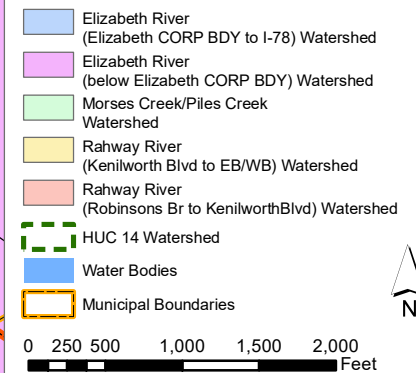 Elizabeth River
(Elizabeth CORP BDY to I-78) Watershed
Elizabeth River
(below Elizabeth CORP BDY) Watershed
Morses Creek/Piles Creek
Watershed
Rahway River
(Kenilworth Blvd to EB/WB) Watershed
Rahway River
(Robinsons Br to KenilworthBlvd) Watershed
HUC 14 Watershed
Water Bodies
Municipal Boundaries
N
0 250 500 1,000 1,500 2,000
Feet